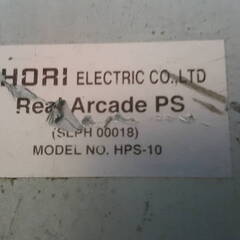 HORI ELECTRIC CO.,LTD
Real Arcade PS
(SLPH 00018)
MODEL NO. HPS-10